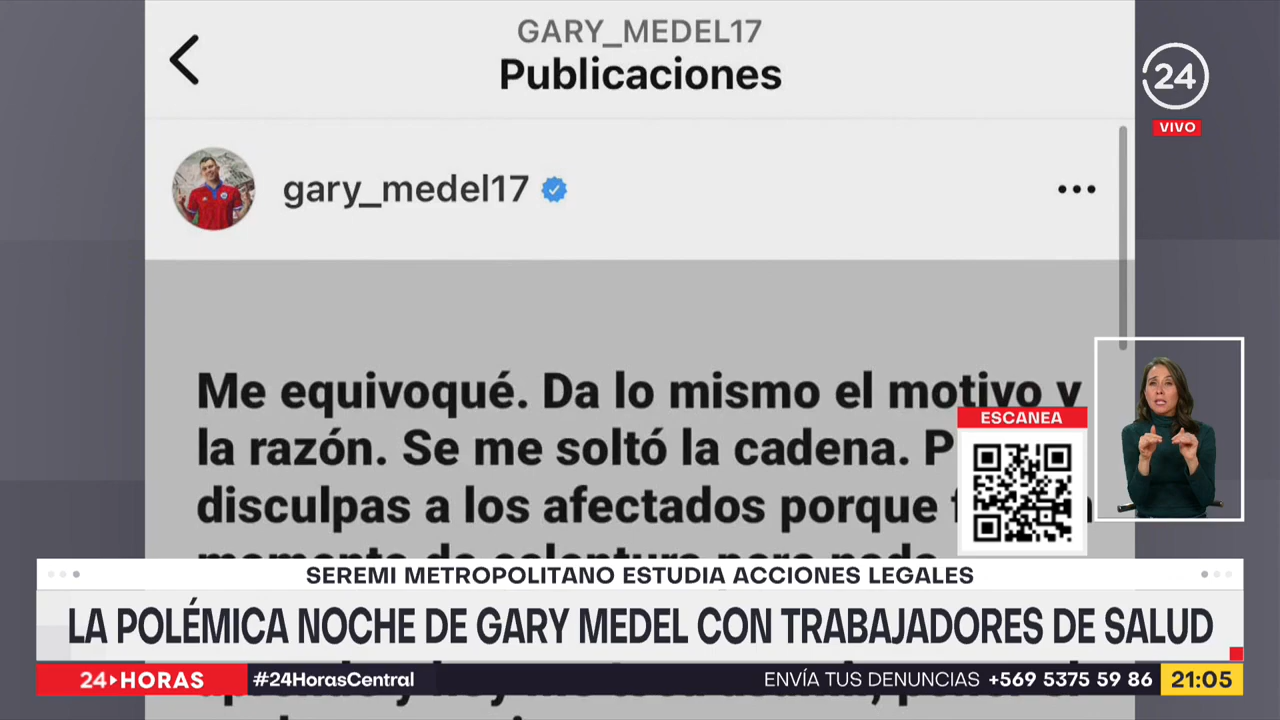 GARY_MEDEL17
Publicaciones
24
VIVO
gary_medel17
Me equivoqué. Da lo mismo el motivo y
la razón. Se me soltó la cadena. P
disculpas a los afectados porque
ESCANEA
SEREMI METROPOLITANO ESTUDIA ACCIONES LEGALES
LA POLÉMICA NOCHE DE GARY MEDEL CON TRABAJADORES DE SALUD
24 HORAS
#24HorasCentral
ENVÍA TUS DENUNCIAS +569 5375 59 86
21:05